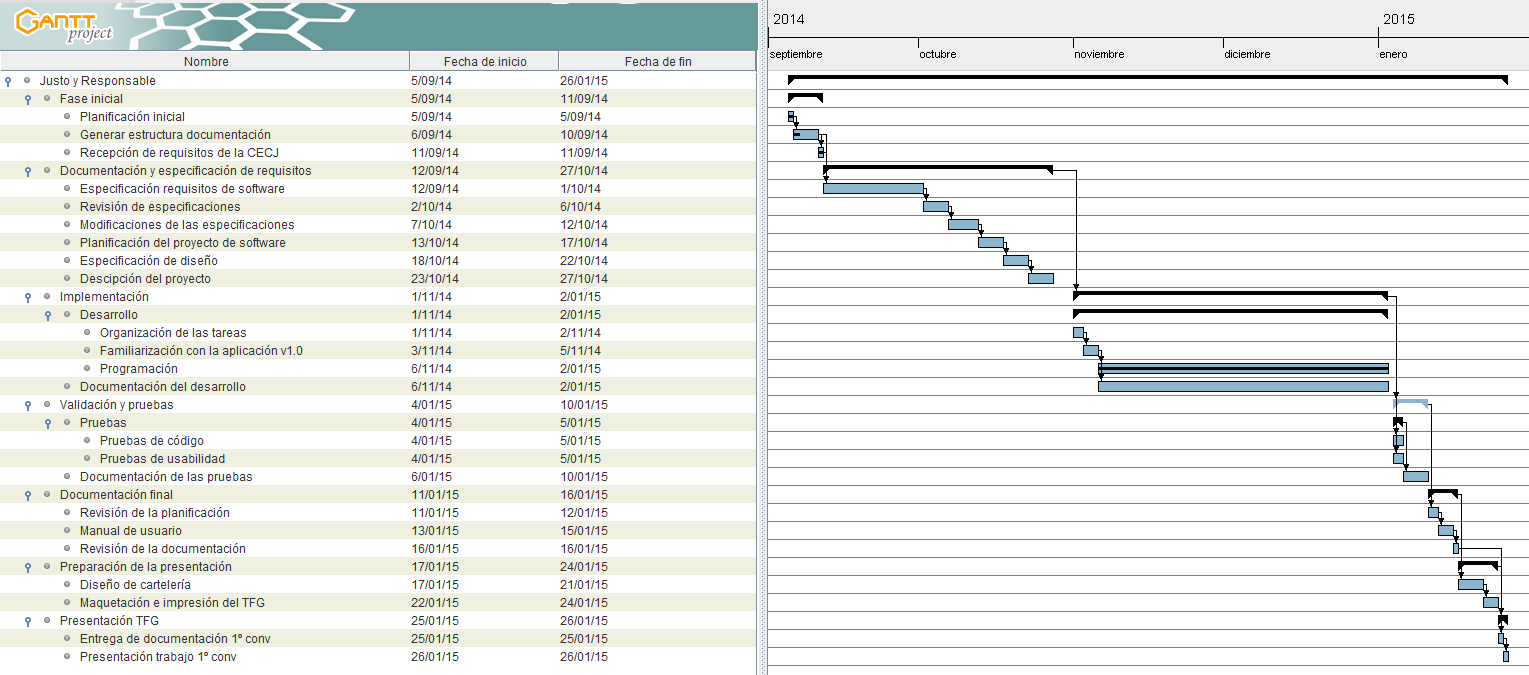 GANTT project
2014 2015
septiembre octubre noviembre diciembre enero
Nombre Fecha de inicio Fecha de fin
Justo y Responsable 5/09/14 26/01/15
Fase inicial 5/09/14 11/09/14
Planificación inicial 5/09/14 5/09/14
Generar estructura documentación 6/09/14 10/09/14
Recepción de requisitos de la CECJ 11/09/14 11/09/14
Documentación y especificación de requisitos 12/09/14 27/10/14
Especificación requisitos de software 12/09/14 1/10/14
Revisión de especificaciones 2/10/14 6/10/14
Modificaciones de las especificaciones 7/10/14 12/10/14
Planificación del proyecto de software 13/10/14 17/10/14
Especificación de diseño 18/10/14 22/10/14
Descipción del proyecto 23/10/14 27/10/14
Implementación 1/11/14 2/01/15
Desarrollo 1/11/14 2/01/15
Organización de las tareas 1/11/14 2/11/14
Familiarización con la aplicación v1.0 3/11/14 5/11/14
Programación 6/11/14 2/01/15
Documentación del desarrollo 6/11/14 2/01/15
Validación y pruebas 4/01/15 10/01/15
Pruebas 4/01/15 5/01/15
Pruebas de código 4/01/15 5/01/15
Pruebas de usabilidad 4/01/15 5/01/15
Documentación de las pruebas 6/01/15 10/01/15
Documentación final 11/01/15 16/01/15
Revisión de la planificación 11/01/15 12/01/15
Manual de usuario 13/01/15 15/01/15
Revisión de la documentación 16/01/15 16/01/15
Preparación de la presentación 17/01/15 24/01/15
Diseño de cartelería 17/01/15 21/01/15
Maquetación e impresión del TFG 22/01/15 24/01/15
Presentación TFG 25/01/15 26/01/15
Entrega de documentación 1º conv 25/01/15 25/01/15
Presentación trabajo 1º conv 26/01/15 26/01/15